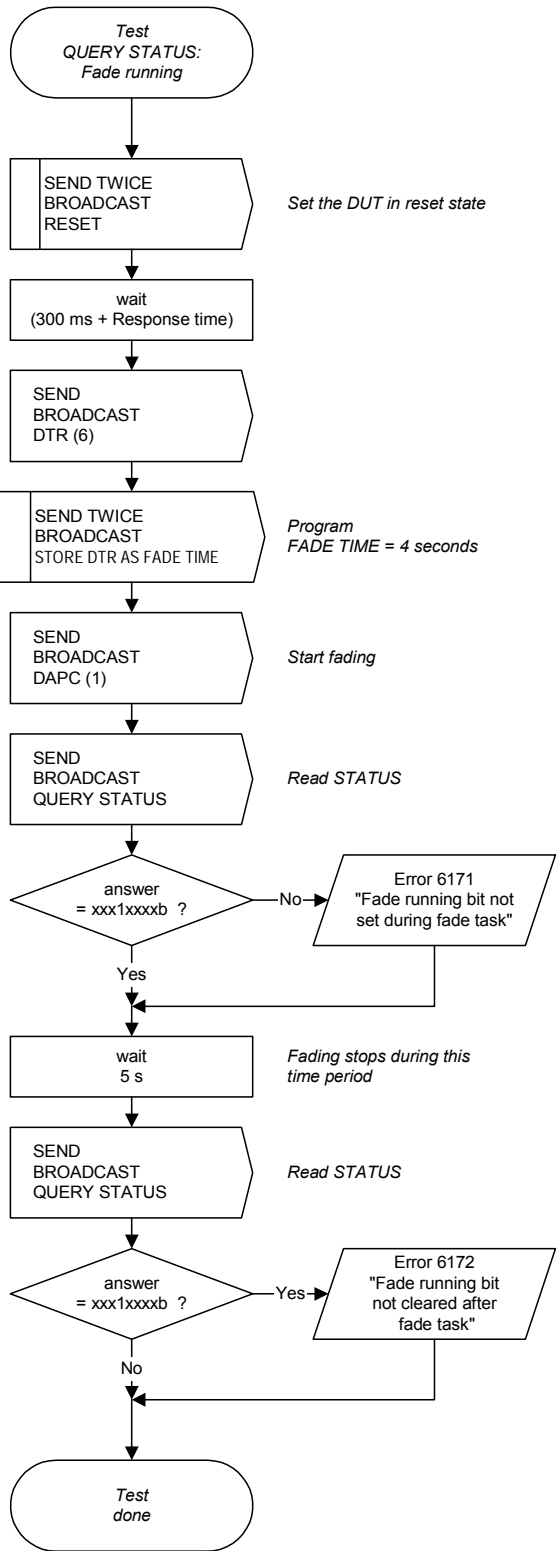 Test
QUERY STATUS:
Fade running
SEND TWICE
BROADCAST
RESET
Set the DUT in reset state
wait
(300 ms + Response time)
SEND
BROADCAST
DTR (6)
SEND TWICE
BROADCAST
STORE DTR AS FADE TIME
Program
FADE TIME = 4 seconds
SEND
BROADCAST
DAPC (1)
Start fading
SEND
BROADCAST
QUERY STATUS
Read STATUS
answer
= xxx1xxxxb ?
No
Error 6171
"Fade running bit not
set during fade task"
Yes
wait
5 s
Fading stops during this
time period
SEND
BROADCAST
QUERY STATUS
Read STATUS
answer
= xxx1xxxxb ?
Yes
Error 6172
"Fade running bit
not cleared after
fade task"
No
Test
done